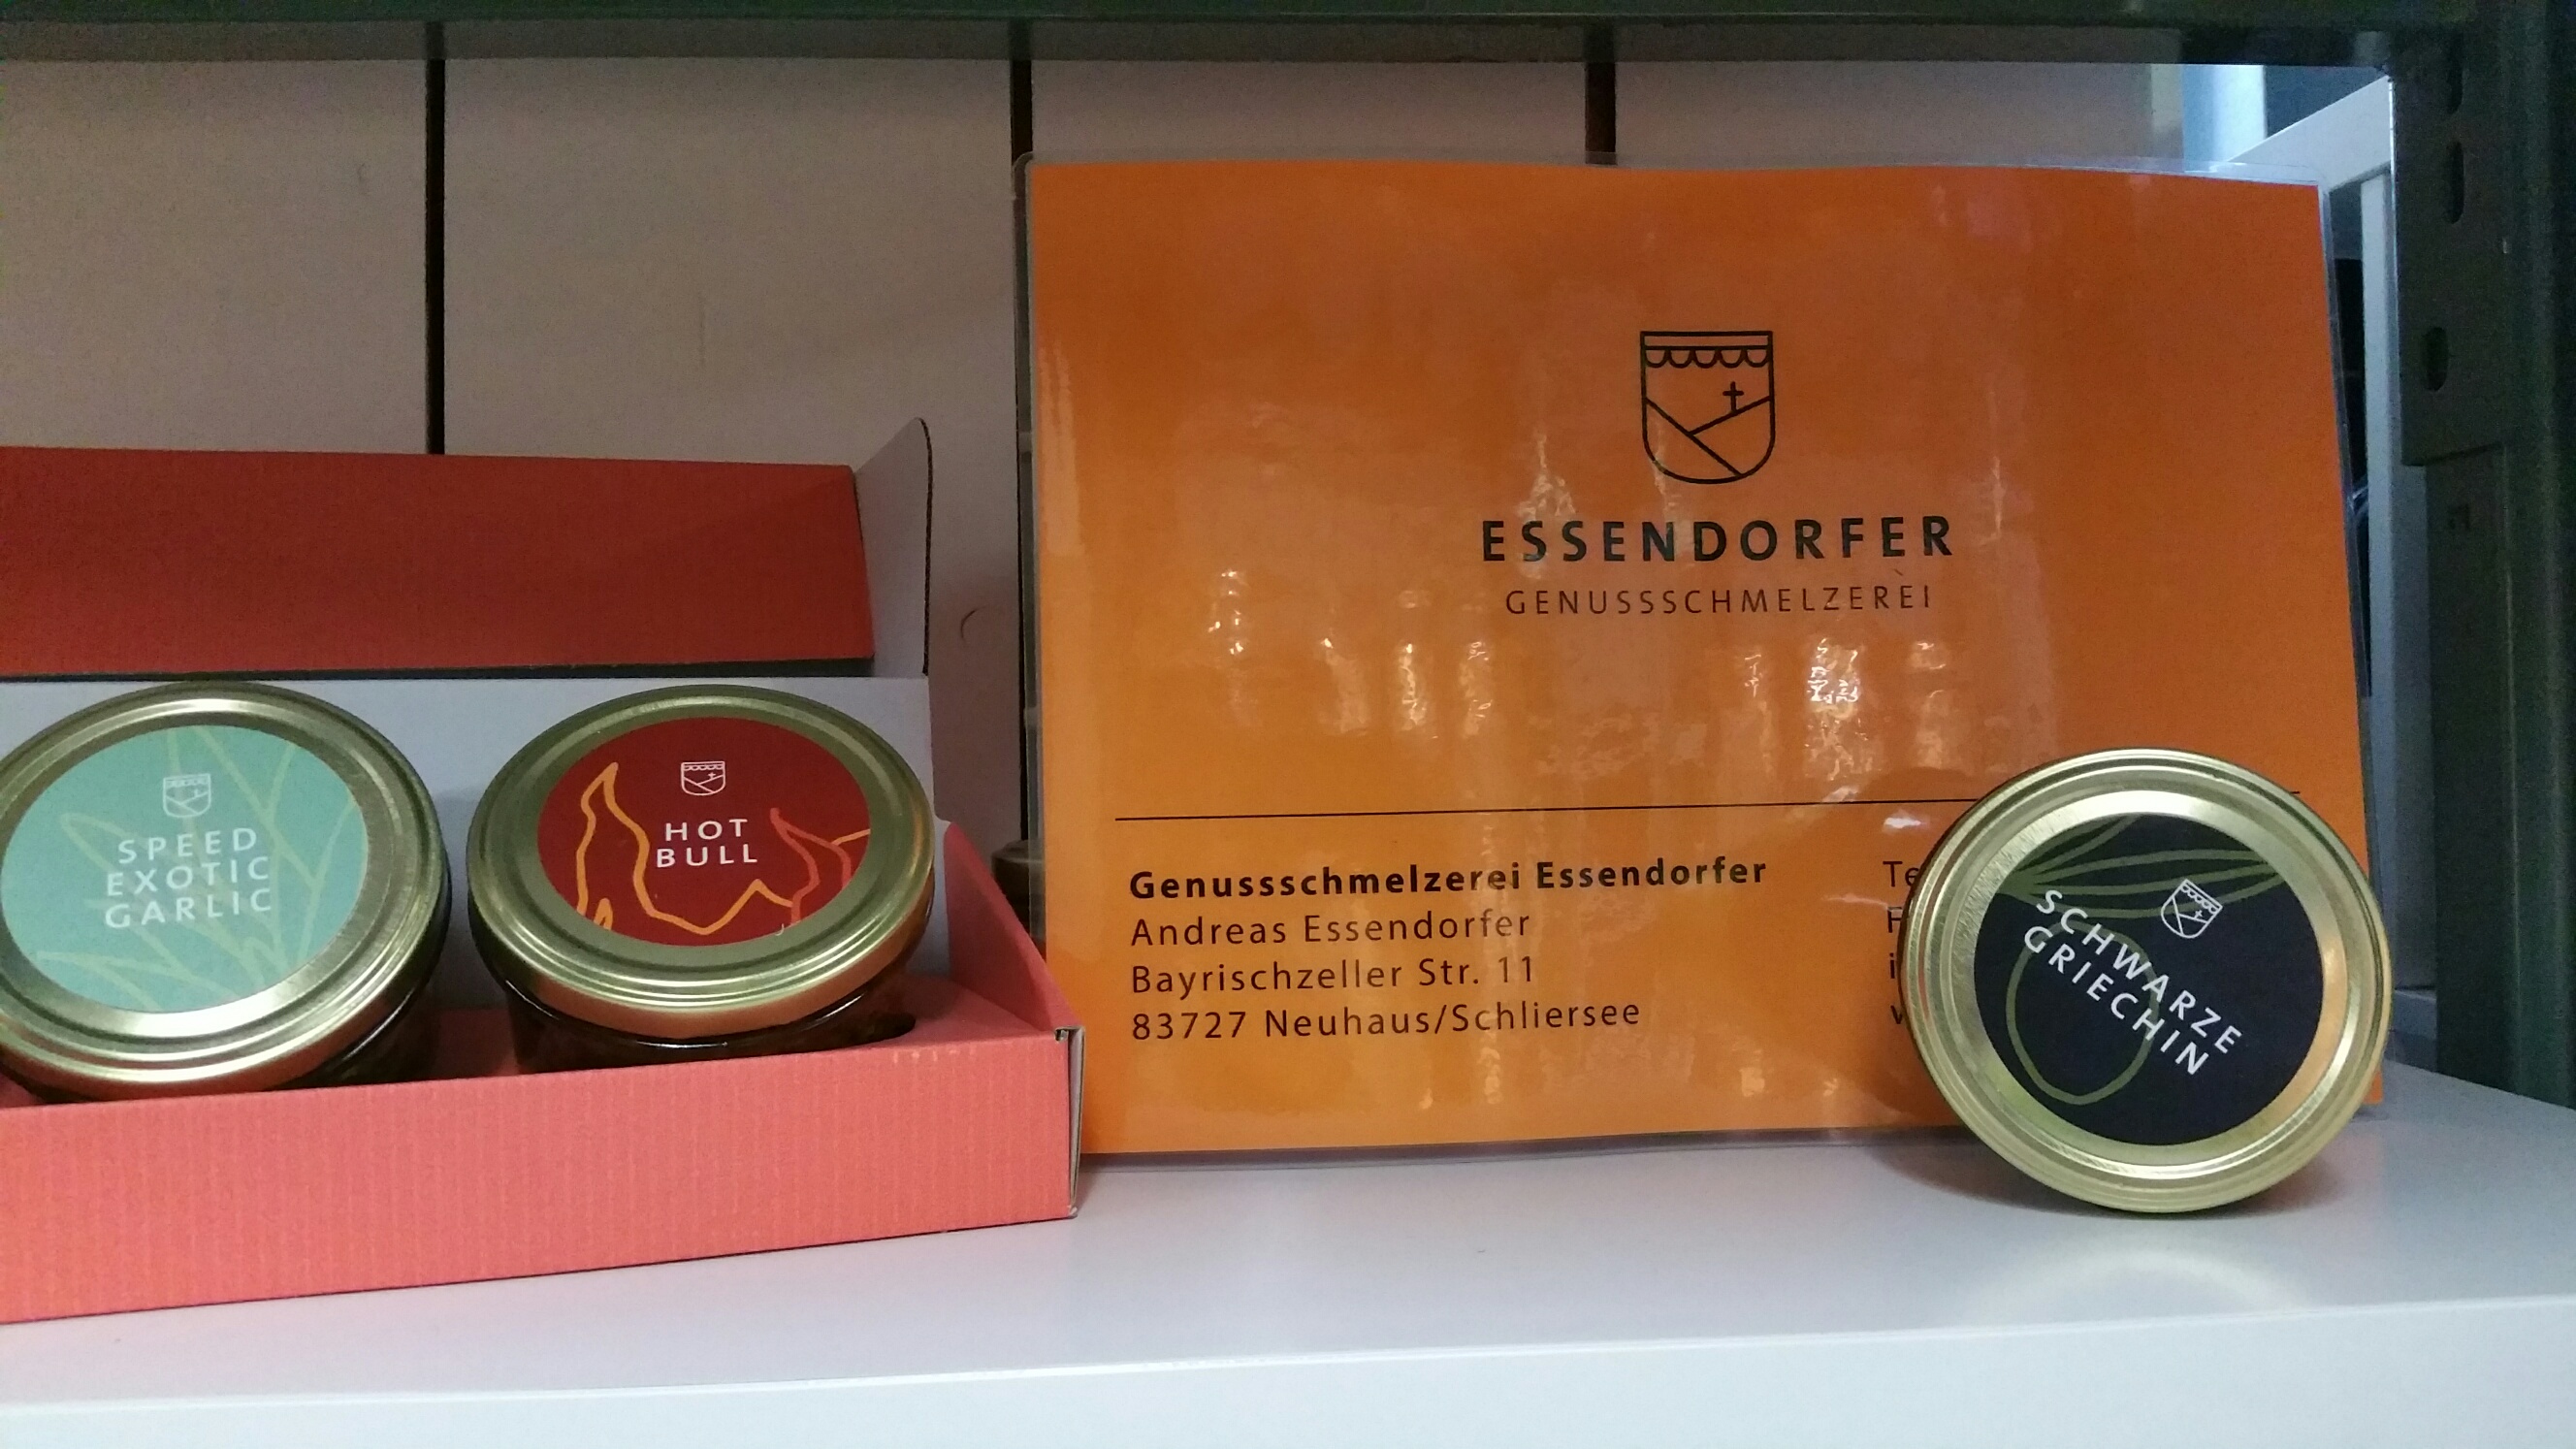 ESSENDORFER
GENUSSSCHMELZEREI
SPEED
EXOTIC
GARLIC
HOT
BULL
Genussschmelzerei Essendorfer
Andreas Essendorfer
Bayrischzeller Str. 11
83727 Neuhaus/Schliersee
SCHWARZE
GRIECHIN